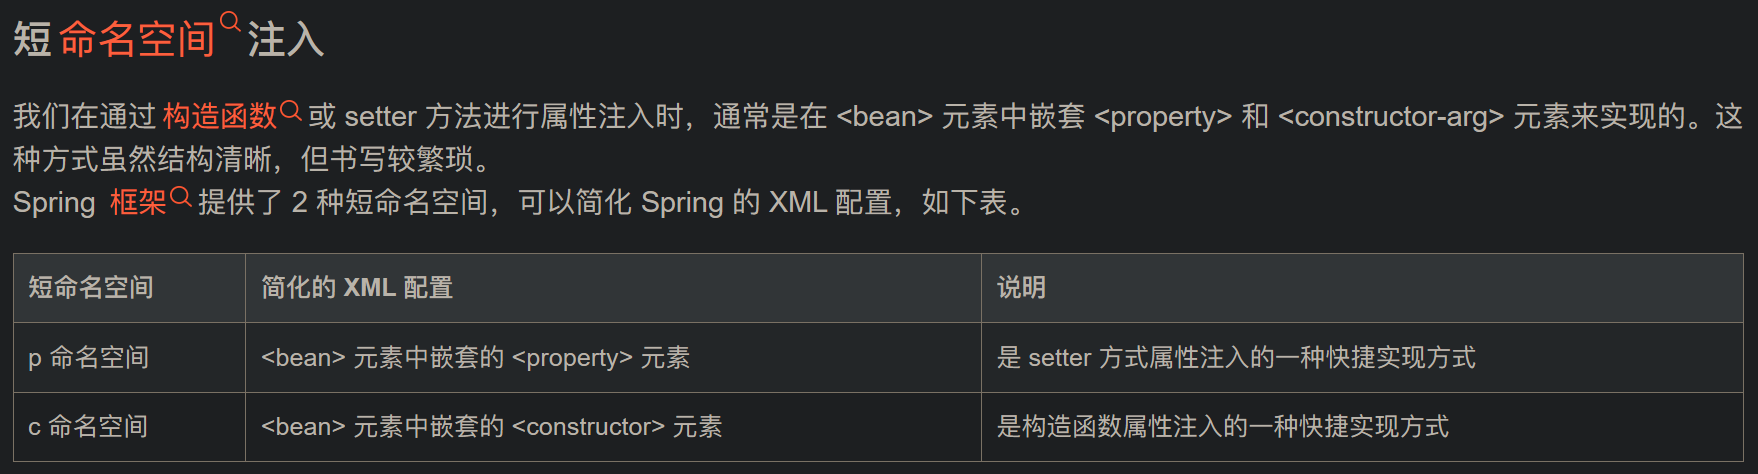 短 命名空间 注入
我们在通过 构造函数 或 setter 方法进行属性注入时，通常是在 <bean> 元素中嵌套 <property> 和 <constructor-arg> 元素来实现的。这
种方式虽然结构清晰，但书写较繁琐。
Spring 框架 提供了 2 种短命名空间，可以简化 Spring 的 XML 配置，如下表。
短命名空间 简化的 XML 配置 说明
p 命名空间 <bean> 元素中嵌套的 <property> 元素 是 setter 方式属性注入的一种快捷实现方式
c 命名空间 <bean> 元素中嵌套的 <constructor> 元素 是构造函数属性注入的一种快捷实现方式